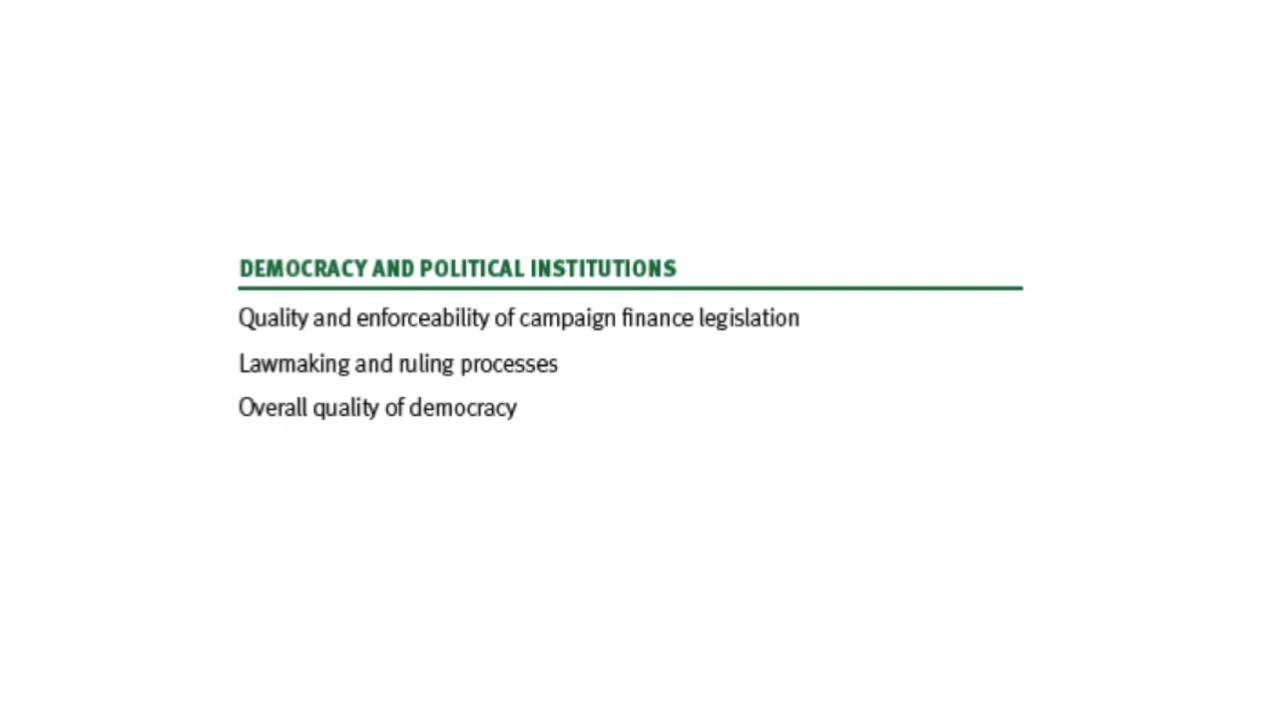 DEMOCRACY AND POLITICAL INSTITUTIONS
Quality and enforceability of campaign finance legislation
Lawmaking and ruling processes
Overall quality of democracy